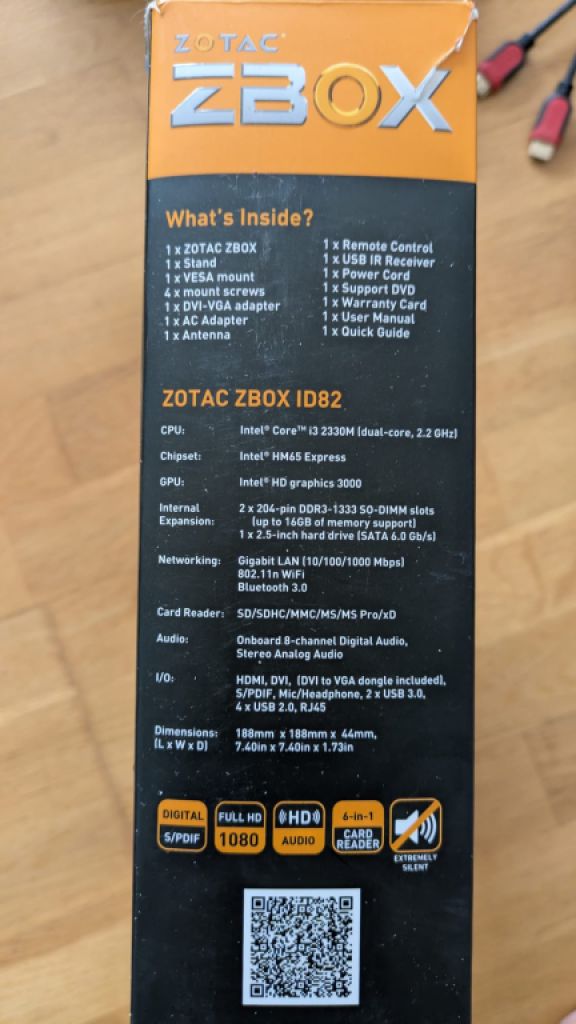 ZOTAC
ZBOX
What's Inside?
1 x ZOTAC ZBOX
1 x Stand
1 x VESA mount
4 x mount screws
1 x DVI-VGA adapter
1 x AC Adapter
1 x Antenna
1 x Remote Control
1 x USB IR Receiver
1 x Power Cord
1 x Support DVD
1 x Warranty Card
1 x User Manual
1 x Quick Guide
ZOTAC ZBOX ID82
CPU: Intel® Core™ i3 2330M (dual-core, 2.2 GHz)
Chipset: Intel® HM65 Express
GPU: Intel® HD graphics 3000
Internal 2 x 204-pin DDR3-1333 SO-DIMM slots
Expansion: (up to 16GB of memory support)
1 x 2.5-inch hard drive (SATA 6.0 Gb/s)
Networking: Gigabit LAN (10/100/1000 Mbps)
802.11n WiFi
Bluetooth 3.0
Card Reader: SD/SDHC/MMC/MS/MS Pro/xD
Audio: Onboard 8-channel Digital Audio,
Stereo Analog Audio
I/O: HDMI, DVI, (DVI to VGA dongle included),
S/PDIF, Mic/Headphone, 2 x USB 3.0,
4 x USB 2.0, RJ45
Dimensions: 188mm x 188mm x 44mm,
(L x W x D) 7.40in x 7.40in x 1.73in
DIGITAL
S/PDIF
FULL HD
1080
HD
AUDIO
6-in-1
CARD
READER
EXTREMELY
SILENT